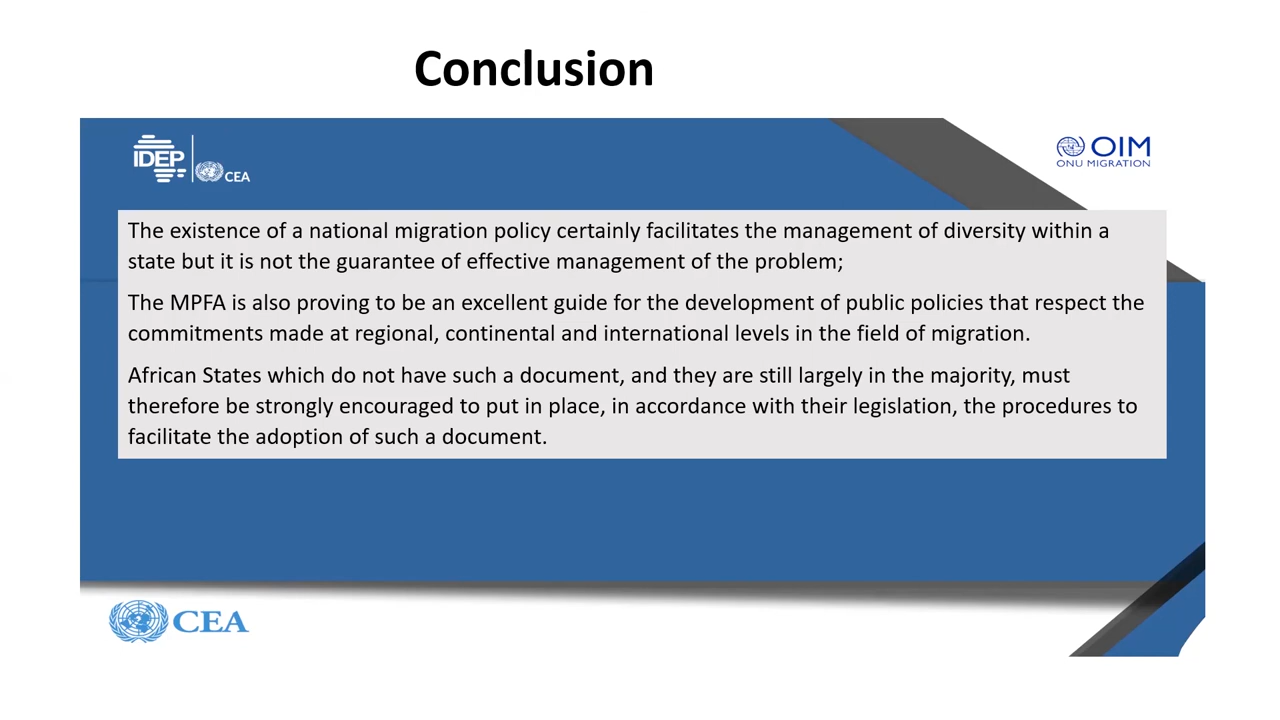 Conclusion
IDEP
CEA
OIM
ONU MIGRATION
The existence of a national migration policy certainly facilitates the management of diversity within a
state but it is not the guarantee of effective management of the problem;
The MPFA is also proving to be an excellent guide for the development of public policies that respect the
commitments made at regional, continental and international levels in the field of migration.
African States which do not have such a document, and they are still largely in the majority, must
therefore be strongly encouraged to put in place, in accordance with their legislation, the procedures to
facilitate the adoption of such a document.
CEA